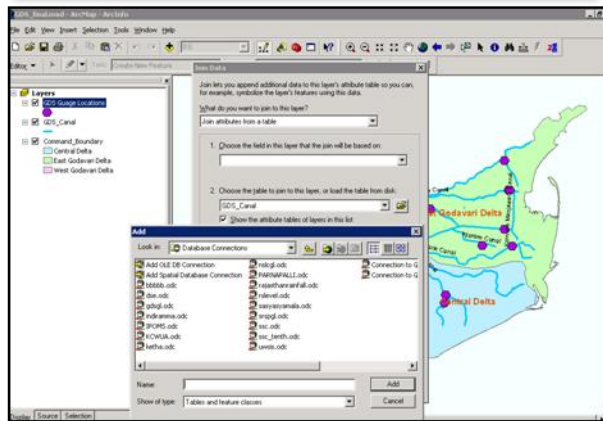 GDS_finalmxd - ArcMap - ArcInfo
File Edit View Insert Selection Tools Window Help
Editor
Create New Feature
Layers
GDS Guage Locations
GDS_Canal
Command_Boundary
Central Delta
East Godavari Delta
West Godavari Delta
Display Source Selection
Join Data
Join lets you append additional data to this layer's attribute table so you can,
for example, symbolize the layer's features using this data.
What do you want to join to this layer?
Join attributes from a table
1. Choose the field in this layer that the join will be based on:
2. Choose the table to join to this layer, or load the table from disk:
GDS_Canal
Show the attribute tables of layers in this list
Add
Look in: Database Connections
Add OLE DB Connection
Add Spatial Database Connection
bbbbb.odc
dse.odc
gdsgl.odc
indiramma.odc
IPOMS.odc
KCWUA.odc
ketha.odc
nslcgl.odc
PARNAPALLI.odc
rajasthanrainfall.odc
rslevel.odc
sasyasyamala.odc
srspgl.odc
ssc.odc
ssc_tenth.odc
uwsis.odc
Connection to G
Connection to G
Name:
Add
Show of type: Tables and feature classes
Cancel
Godavari Delta
Central Delta